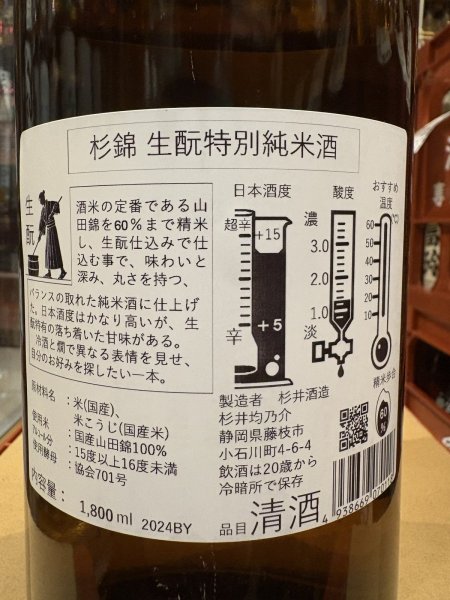 杉錦 生酛特別純米酒
生酛
酒米の定番である山
田錦を60%まで精米
し、生酛仕込みで仕
込む事で、味わいと
深み、丸さを持つ、
バランスの取れた純米酒に仕上げ
た。日本酒度はかなり高いが、生
酛特有の落ち着いた甘味がある。
冷酒と燗で異なる表情を見せ、
自分のお好みを探したい一本。
日本酒度
超辛
+15
辛
+5
酸度
濃
3.0
2.0
1.0
淡
おすすめ
温度
(℃)
60
50
40
30
20
10
精米歩合
60
%
原材料：米(国産)、
米こうじ(国産米)
使用米：国産山田錦100%
アルコール分：15度以上16度未満
使用酵母：協会701号
内容量：1,800ml 2024BY
製造者 杉井酒造
杉井均乃介
静岡県藤枝市
小石川町4-6-4
飲酒は20歳から
冷暗所で保存
品目 清酒